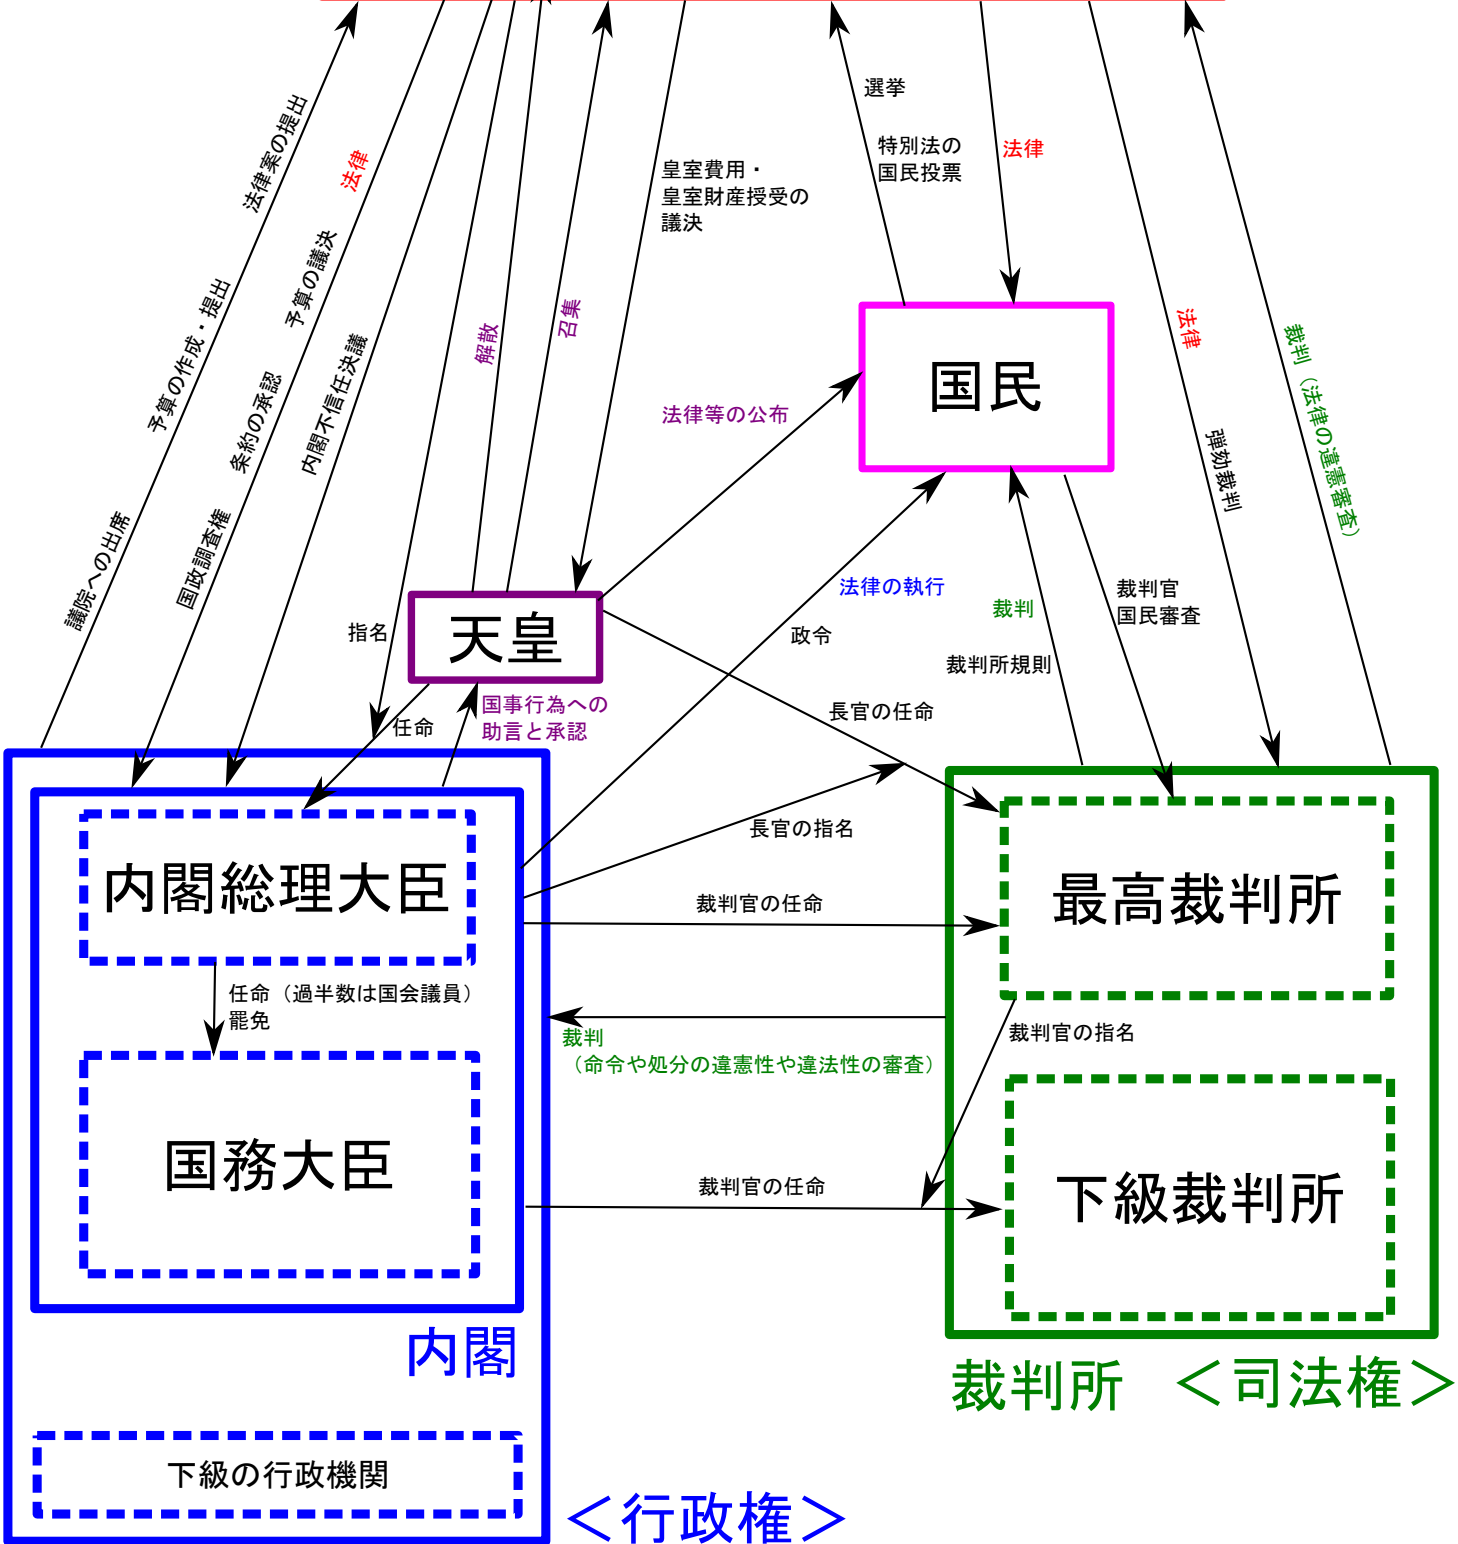 選挙
特別法の
国民投票
法律
法律案の提出
法律
皇室費用・
皇室財産授受の
議決
予算の議決
予算の作成・提出
召集
解散
法律
裁判（法律の違憲審査）
内閣不信任決議
国民
条約の承認
法律等の公布
弾劾裁判
議院への出席
国政調査権
指名
天皇
法律の執行
政令
裁判
裁判所規則
裁判官
国民審査
国事行為への
助言と承認
任命
長官の任命
長官の指名
内閣総理大臣
裁判官の任命
最高裁判所
任命（過半数は国会議員）
罷免
裁判
（命令や処分の違憲性や違法性の審査）
裁判官の指名
国務大臣
裁判官の任命
下級裁判所
内閣
裁判所 ＜司法権＞
下級の行政機関
＜行政権＞